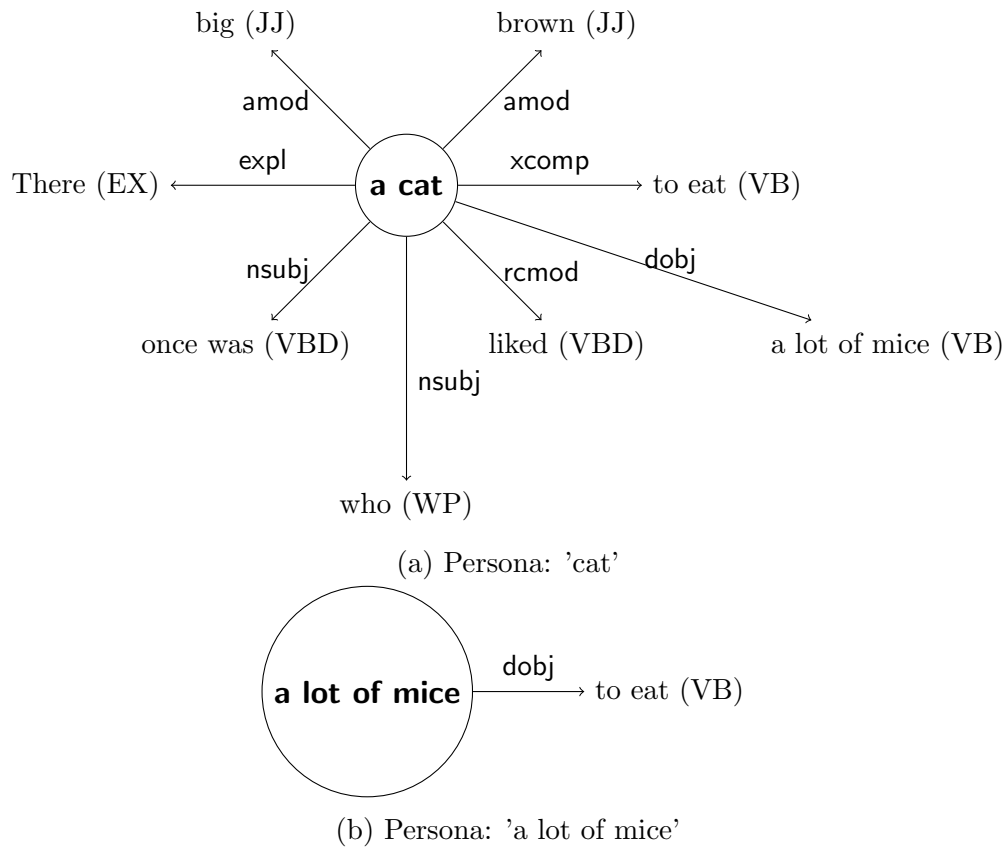 big (JJ)
brown (JJ)
amod
amod
expl
xcomp
There (EX)
a cat
to eat (VB)
nsubj
rcmod
dobj
once was (VBD)
liked (VBD)
a lot of mice (VB)
nsubj
who (WP)
(a) Persona: 'cat'
dobj
a lot of mice
to eat (VB)
(b) Persona: 'a lot of mice'